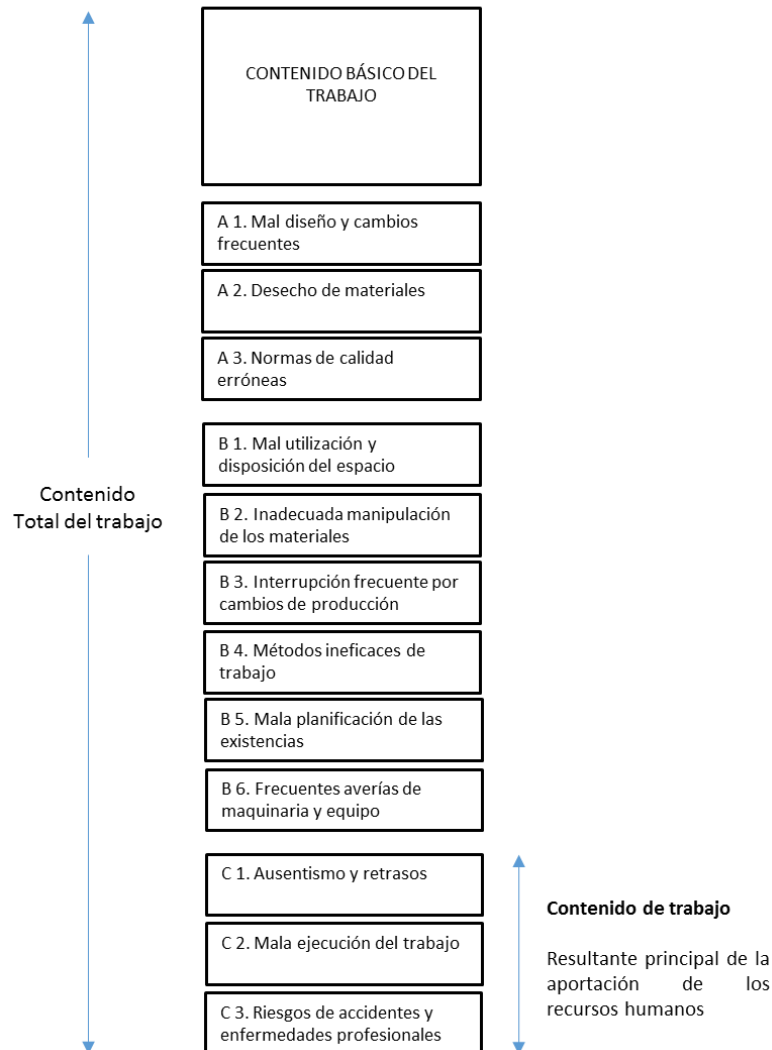 CONTENIDO BÁSICO DEL
TRABAJO
A 1. Mal diseño y cambios
frecuentes
A 2. Desecho de materiales
A 3. Normas de calidad
erróneas
B 1. Mal utilización y
disposición del espacio
Contenido
Total del trabajo
B 2. Inadecuada manipulación
de los materiales
B 3. Interrupción frecuente por
cambios de producción
B 4. Métodos ineficaces de
trabajo
B 5. Mala planificación de las
existencias
B 6. Frecuentes averías de
maquinaria y equipo
C 1. Ausentismo y retrasos
C 2. Mala ejecución del trabajo
C 3. Riesgos de accidentes y
enfermedades profesionales
Contenido de trabajo
Resultante principal de la
aportación de los
recursos humanos